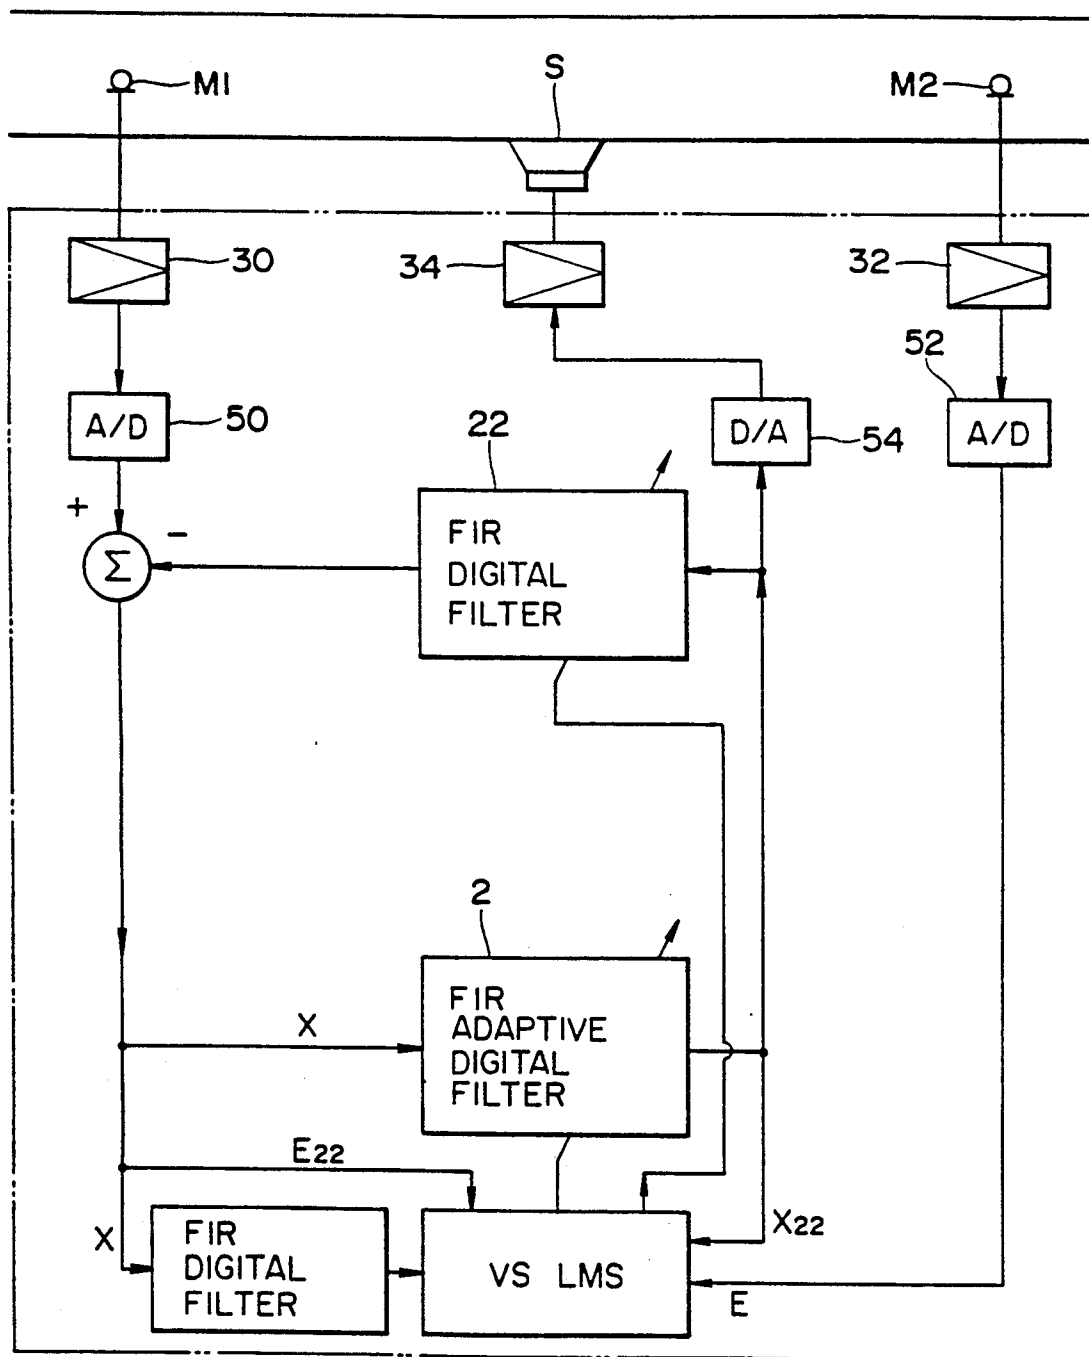 M1
S
M2
30
34
32
A/D
50
22
D/A
54
52
A/D
+
-
Σ
FIR
DIGITAL
FILTER
2
X
FIR
ADAPTIVE
DIGITAL
FILTER
E22
X
FIR
DIGITAL
FILTER
VS LMS
X22
E